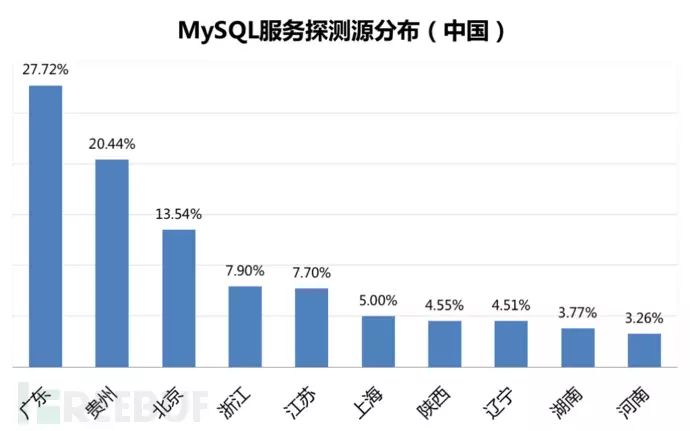 MySQL服务探测源分布（中国）
27.72%
20.44%
13.54%
7.90%
7.70%
5.00%
4.55%
4.51%
3.77%
3.26%
广东
贵州
北京
浙江
江苏
上海
陕西
辽宁
湖南
河南
FREEBUF